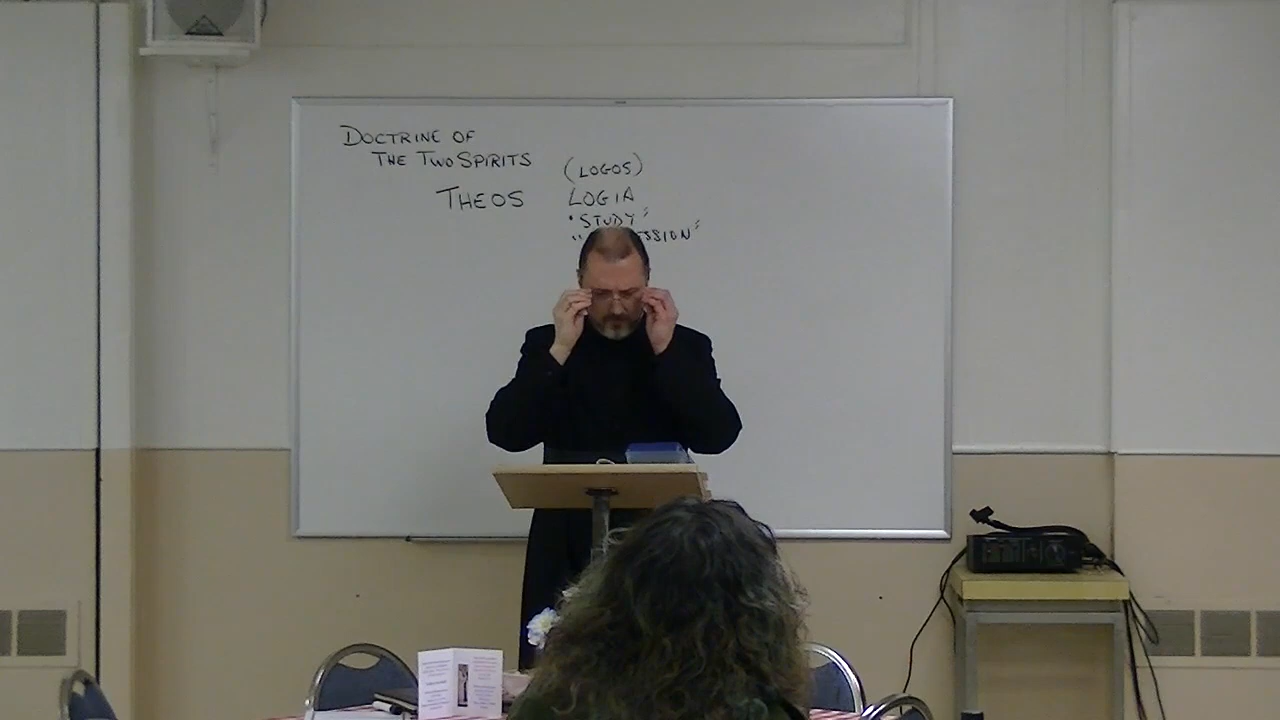 DOCTRINE OF
THE TWO SPIRITS
(LOGOS)
THEOS LOGIA
"STUDY"